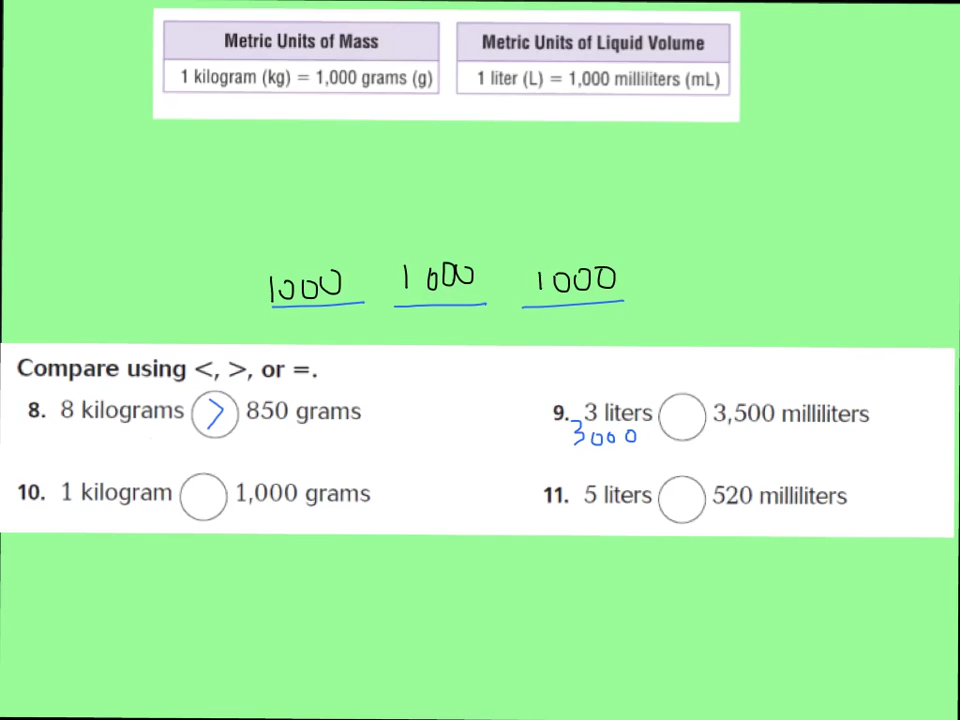 Metric Units of Mass
1 kilogram (kg) = 1,000 grams (g)
Metric Units of Liquid Volume
1 liter (L) = 1,000 milliliters (mL)
1000 1000 1000
Compare using <, >, or =.
8. 8 kilograms > 850 grams
9. 3 liters 3,500 milliliters
3000
10. 1 kilogram 1,000 grams
11. 5 liters 520 milliliters